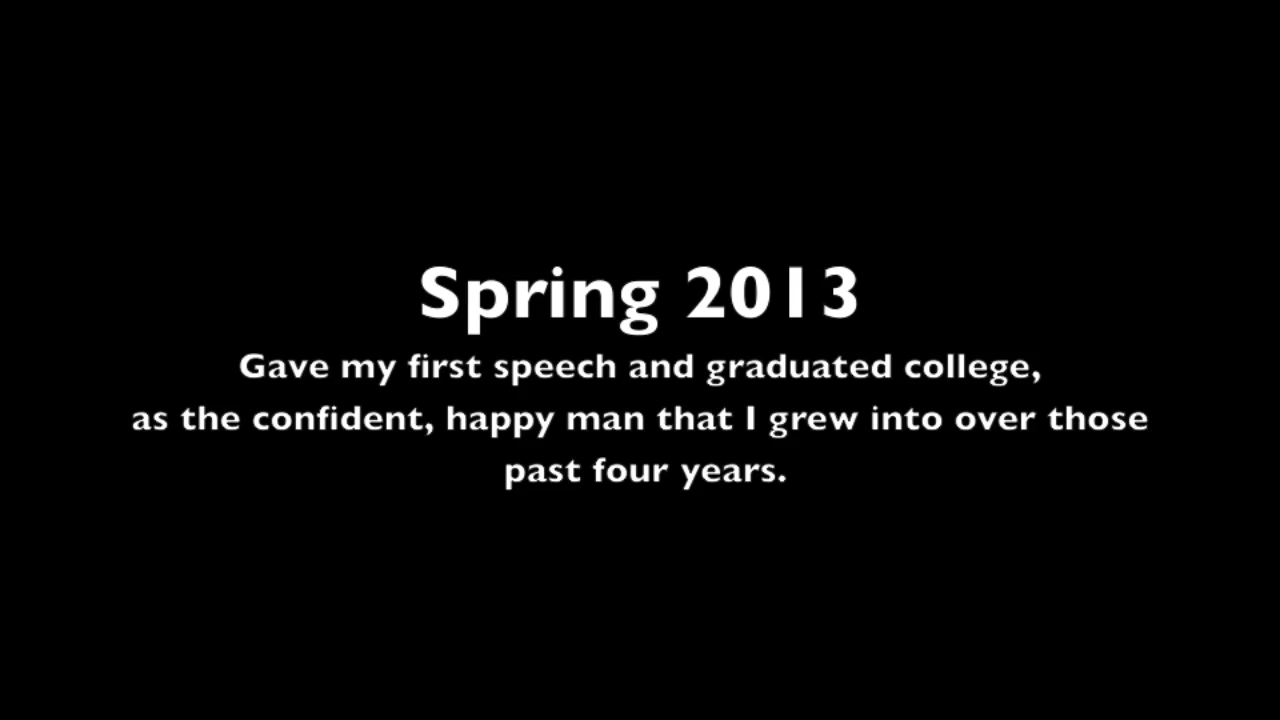 Spring 2013
Gave my first speech and graduated college,
as the confident, happy man that I grew into over those
past four years.